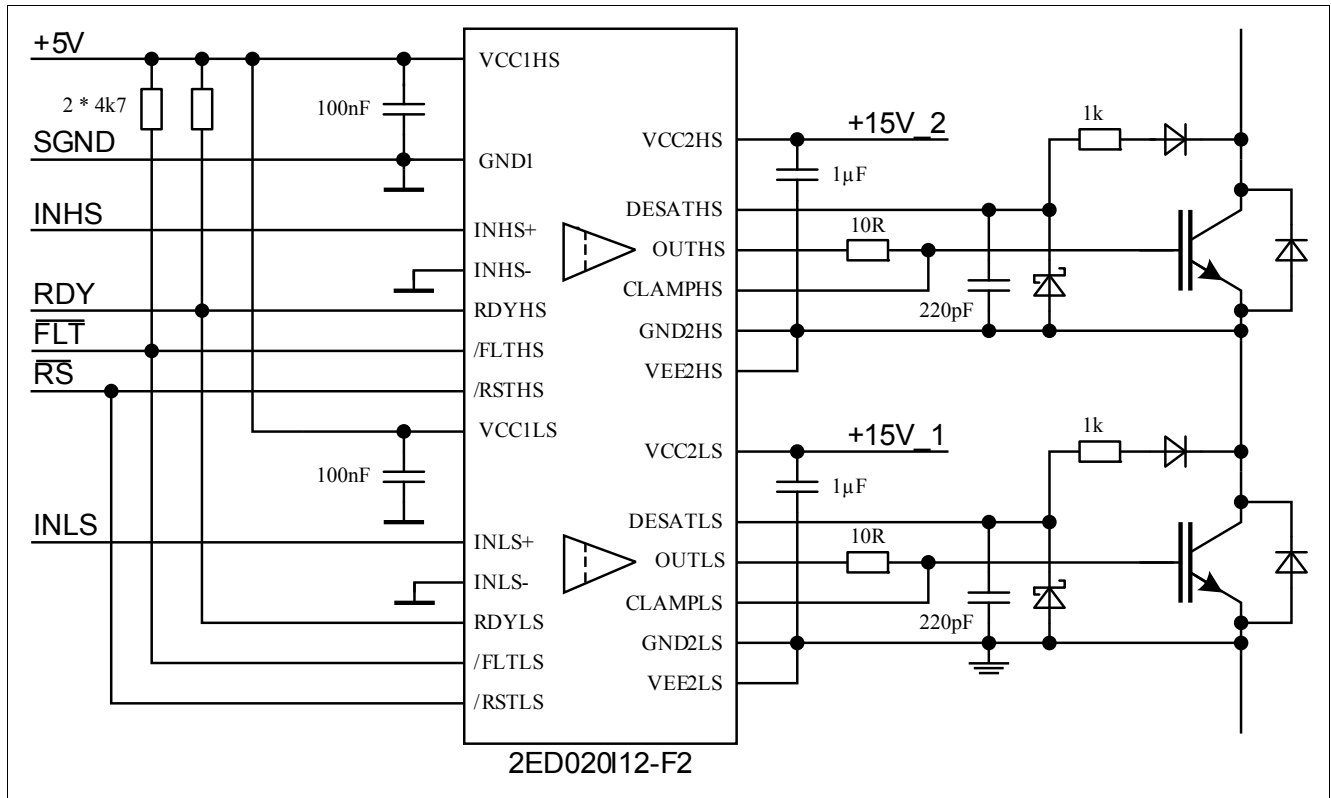 +5V
2 * 4k7
100nF
SGND
INHS
RDY
FLT
RS
100nF
INLS
VCC1HS
GND1
INHS+
INHS-
RDYHS
/FLTHS
/RSTHS
VCC1LS
INLS+
INLS-
RDYLS
/FLTLS
/RSTLS
VCC2HS
DESATHS
OUTHS
CLAMPHS
GND2HS
VEE2HS
VCC2LS
DESATLS
OUTLS
CLAMPLS
GND2LS
VEE2LS
+15V_2
1µF
10R
220pF
1k
+15V_1
1µF
10R
220pF
1k
2ED020I12-F2